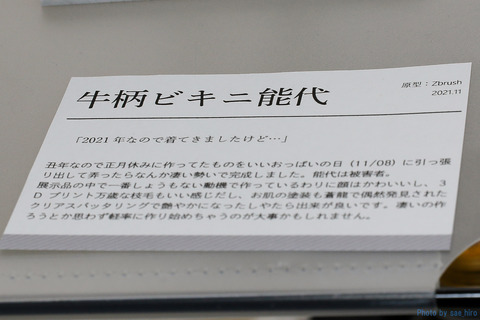 牛柄ビキニ能代
原型：Zbrush
2021.11
「2021年なので着てきましたけど…」
丑年なので正月休みに作ってたものをいいおっぱいの日（11/08）に引っ張
り出して弄ったらなんか凄い勢いで完成しました。能代は被害者。
展示品の中で一番しょうもない動機で作っているわりに顔はかわいいし、3
Dプリント万歳な枝毛もいい感じだし、お肌の塗装も蒼龍で偶然発見された
クリアスパッタリングで艶やかになったしやたら出来が良いです。凄いの作
ろうとか思わず軽率に作り始めちゃうのが大事かもしれません。
Photo by sae_hiro